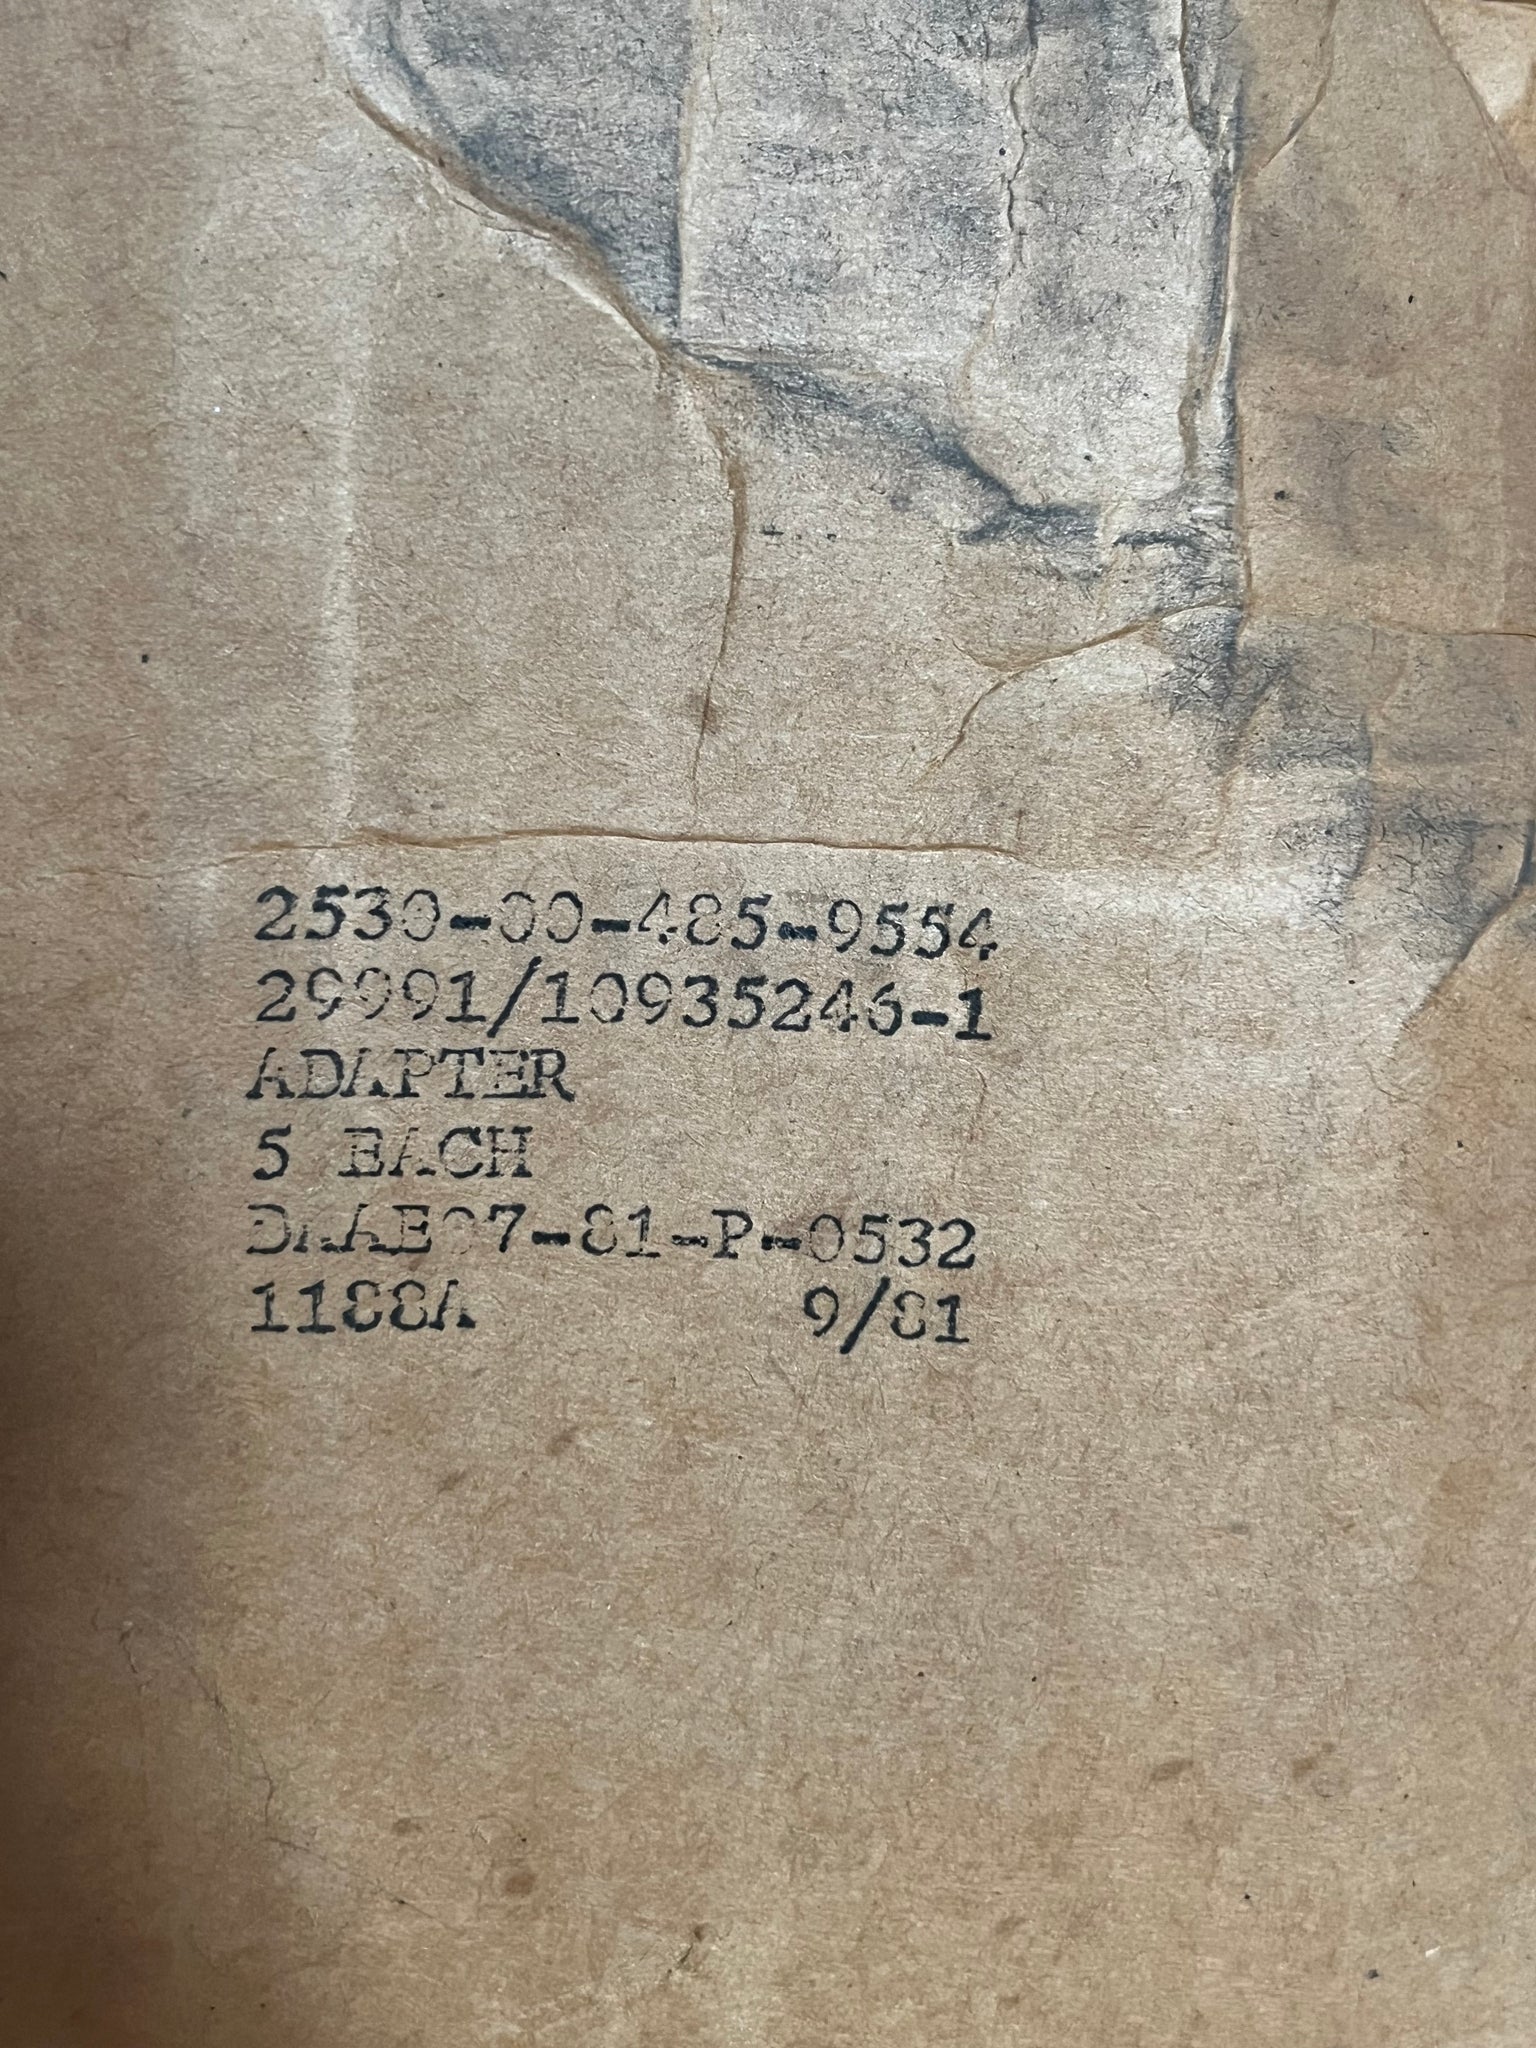 2530-00-485-9554
29991/10935246-1
ADAPTER
5 EACH
DAAE07-81-P-0532
1188A 9/81